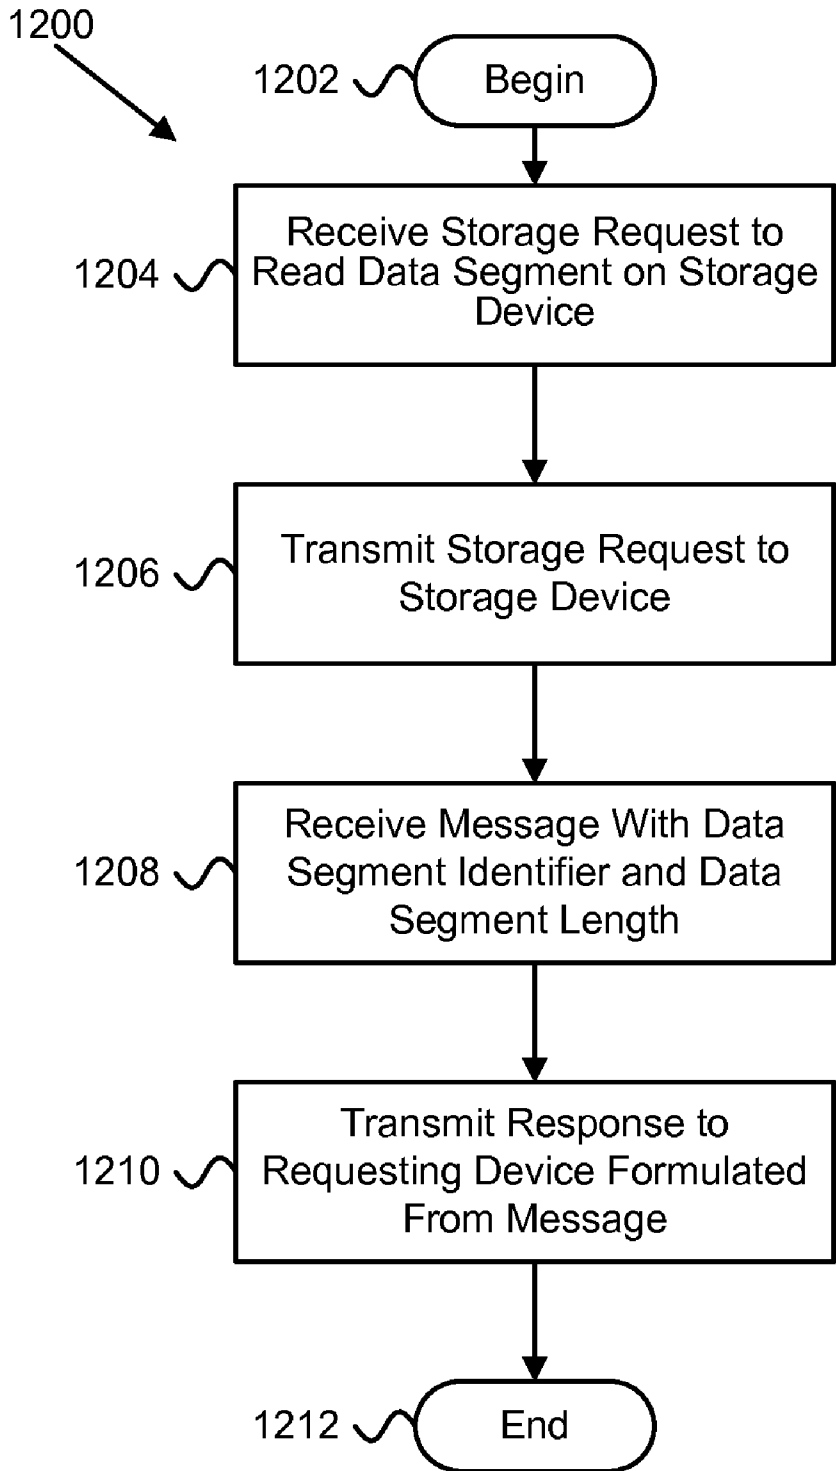 1200
1202
Begin
1204
Receive Storage Request to
Read Data Segment on Storage
Device
1206
Transmit Storage Request to
Storage Device
1208
Receive Message With Data
Segment Identifier and Data
Segment Length
1210
Transmit Response to
Requesting Device Formulated
From Message
1212
End